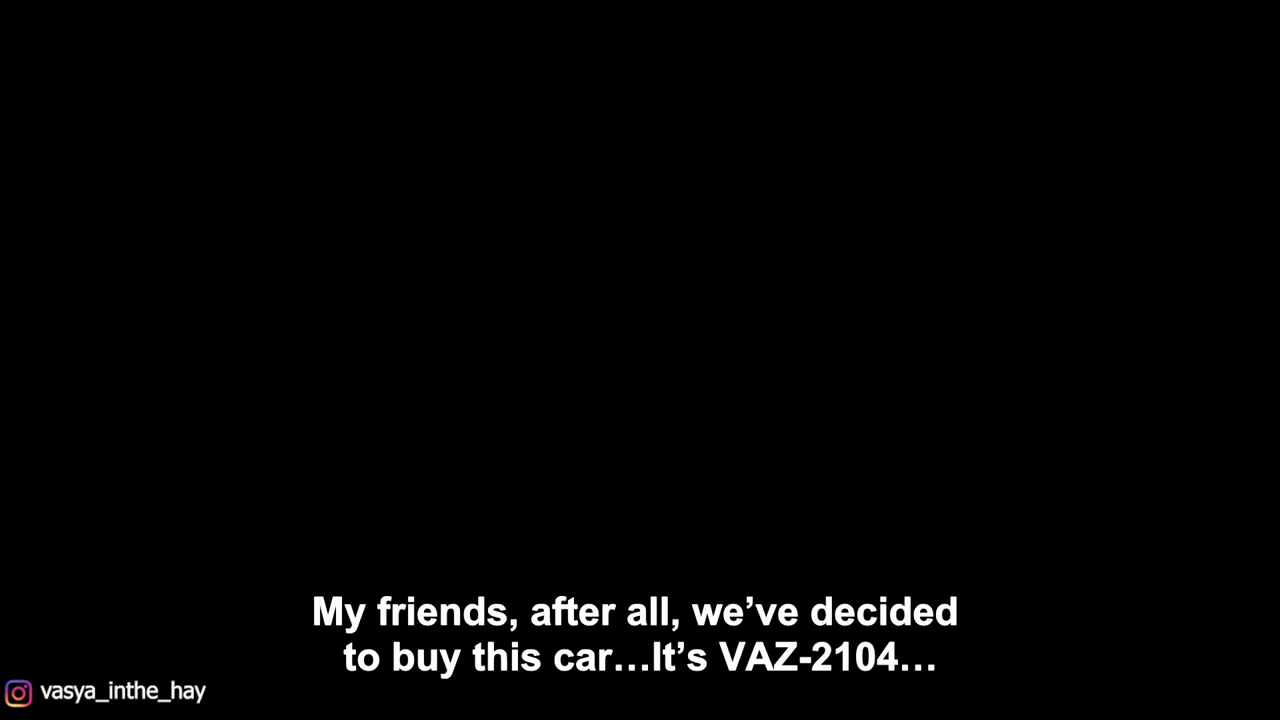 My friends, after all, we’ve decided
to buy this car…It’s VAZ-2104…
vasya_inthe_hay